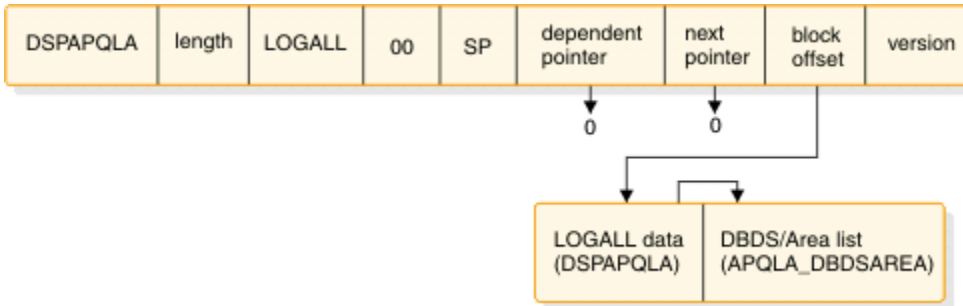 DSPAPQLA
length
LOGALL
00
SP
dependent
pointer
next
pointer
block
offset
version
0
0
LOGALL data
(DSPAPQLA)
DBDS/Area list
(APQLA_DBDSAREA)